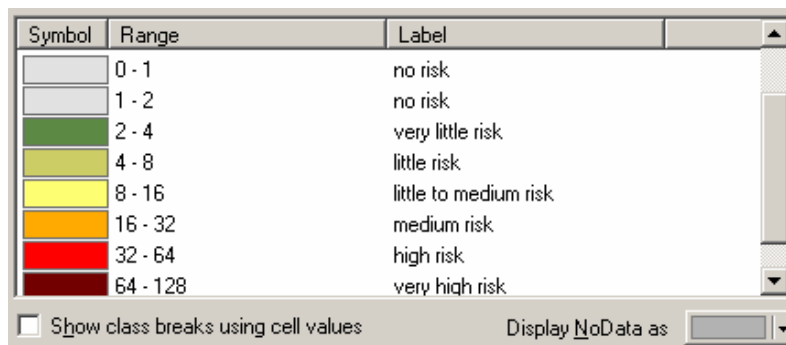 Symbol Range Label
0 - 1 no risk
1 - 2 no risk
2 - 4 very little risk
4 - 8 little risk
8 - 16 little to medium risk
16 - 32 medium risk
32 - 64 high risk
64 - 128 very high risk
Show class breaks using cell values Display NoData as